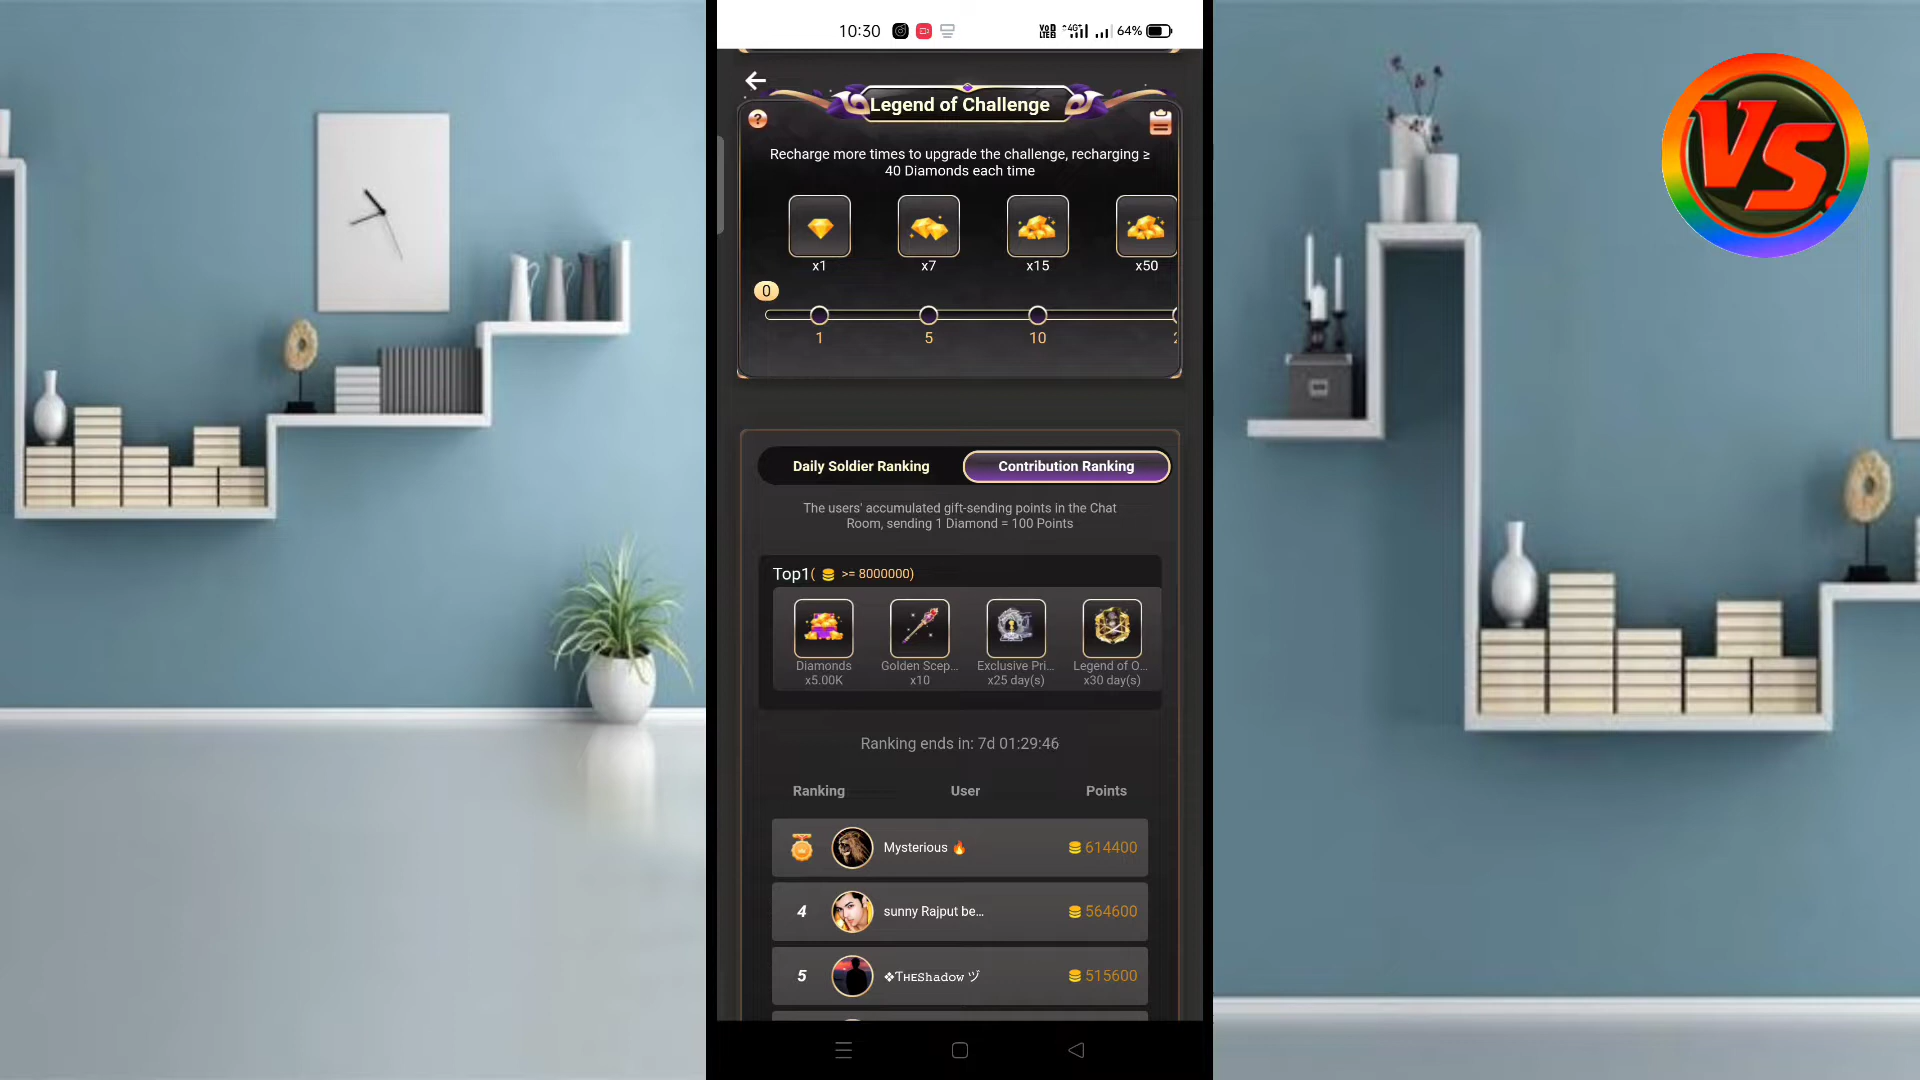 10:30
VoD LTE2 4G+ 64%
VS
Legend of Challenge
?
Recharge more times to upgrade the challenge, recharging ≥
40 Diamonds each time
x1 x7 x15 x50
0
1 5 10
Daily Soldier Ranking Contribution Ranking
The users' accumulated gift-sending points in the Chat
Room, sending 1 Diamond = 100 Points
Top1( >= 8000000)
Diamonds Golden Scep... Exclusive Pri... Legend of O...
x5.00K x10 x25 day(s) x30 day(s)
Ranking ends in: 7d 01:29:46
Ranking User Points
Mysterious 🔥 614400
4 sunny Rajput be... 564600
5 ❖TʜᴇShadow ヅ 515600